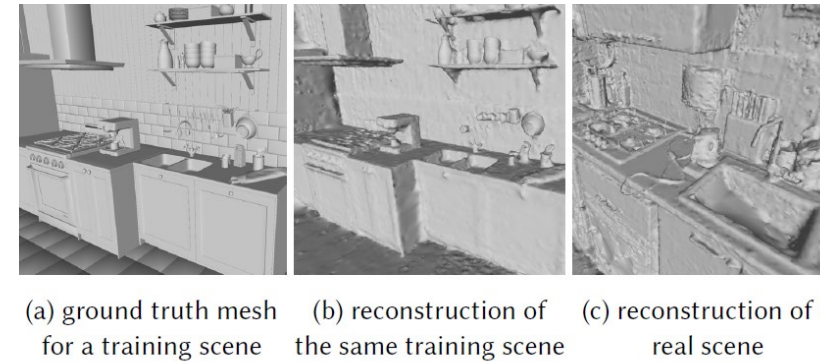 (a) ground truth mesh
for a training scene
(b) reconstruction of
the same training scene
(c) reconstruction of
real scene